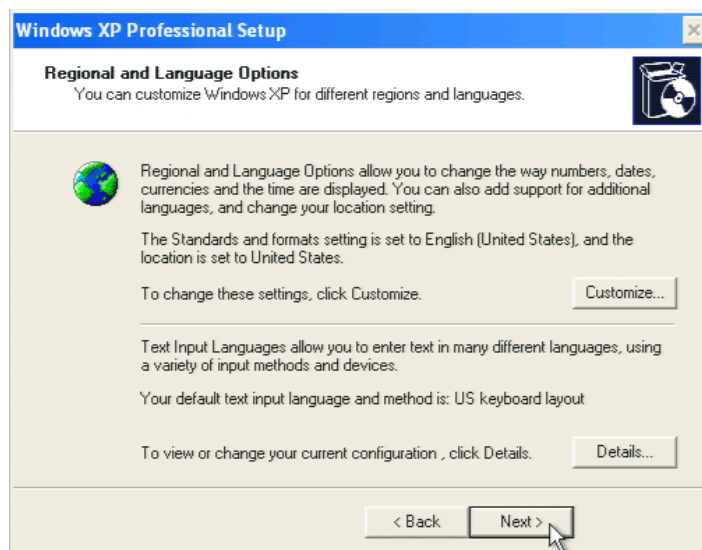 Windows XP Professional Setup
Regional and Language Options
You can customize Windows XP for different regions and languages.
Regional and Language Options allow you to change the way numbers, dates,
currencies and the time are displayed. You can also add support for additional
languages, and change your location setting.
The Standards and formats setting is set to English (United States), and the
location is set to United States.
To change these settings, click Customize.
Customize...
Text Input Languages allow you to enter text in many different languages, using
a variety of input methods and devices.
Your default text input language and method is: US keyboard layout
To view or change your current configuration , click Details.
Details...
< Back
Next >